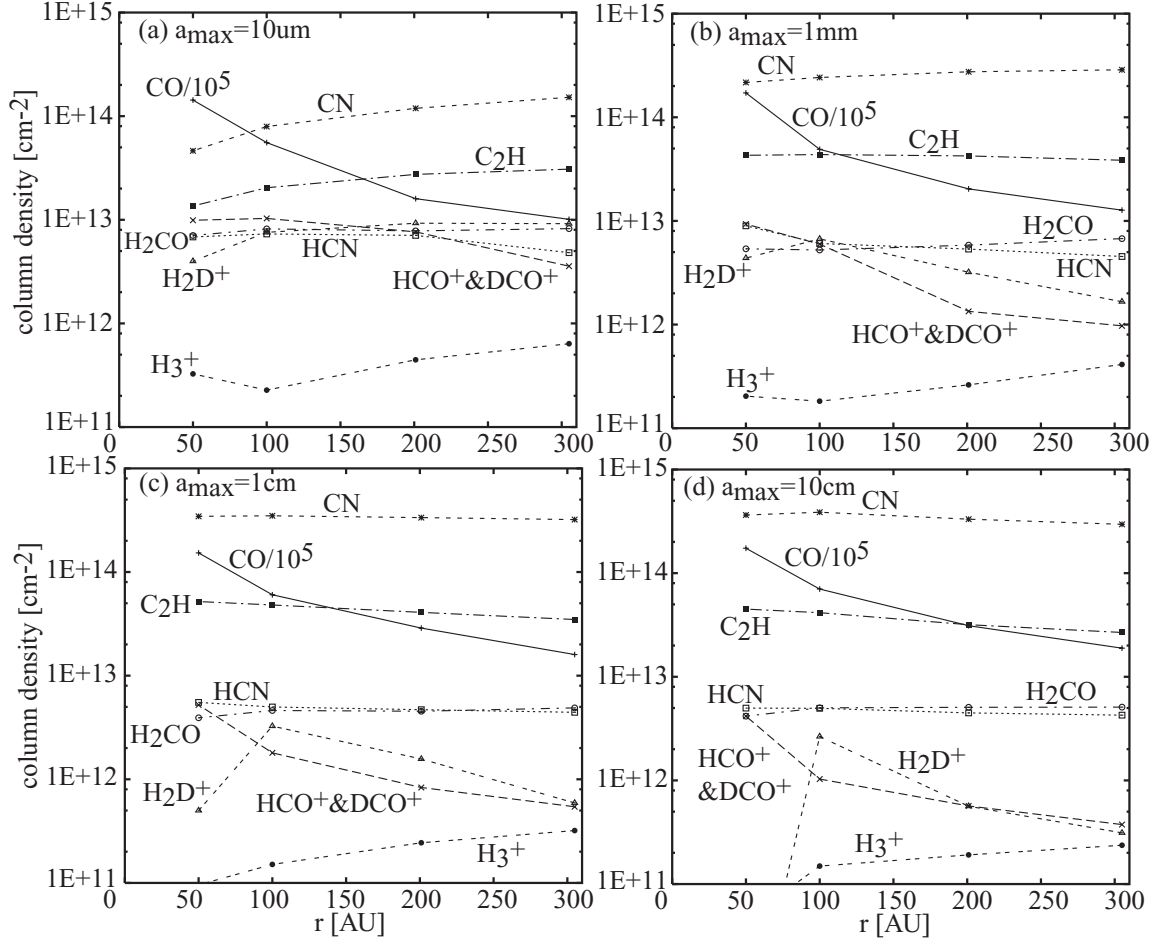 (a) a_max=10um
1E+15
1E+14
1E+13
1E+12
1E+11
column density [cm-2]
CO/10^5
CN
C₂H
H₂CO
HCN
H₂D⁺
HCO⁺&DCO⁺
H₃⁺
0 50 100 150 200 250 300
(b) a_max=1mm
1E+15
1E+14
1E+13
1E+12
1E+11
CN
CO/10^5
C₂H
H₂CO
HCN
H₂D⁺
HCO⁺&DCO⁺
H₃⁺
0 50 100 150 200 250 300
(c) a_max=1cm
1E+15
1E+14
1E+13
1E+12
1E+11
column density [cm-2]
CN
CO/10^5
C₂H
HCN
H₂CO
H₂D⁺
HCO⁺&DCO⁺
H₃⁺
0 50 100 150 200 250 300
r [AU]
(d) a_max=10cm
1E+15
1E+14
1E+13
1E+12
1E+11
CN
CO/10^5
C₂H
HCN
H₂CO
HCO⁺
&DCO⁺
H₂D⁺
H₃⁺
0 50 100 150 200 250 300
r [AU]